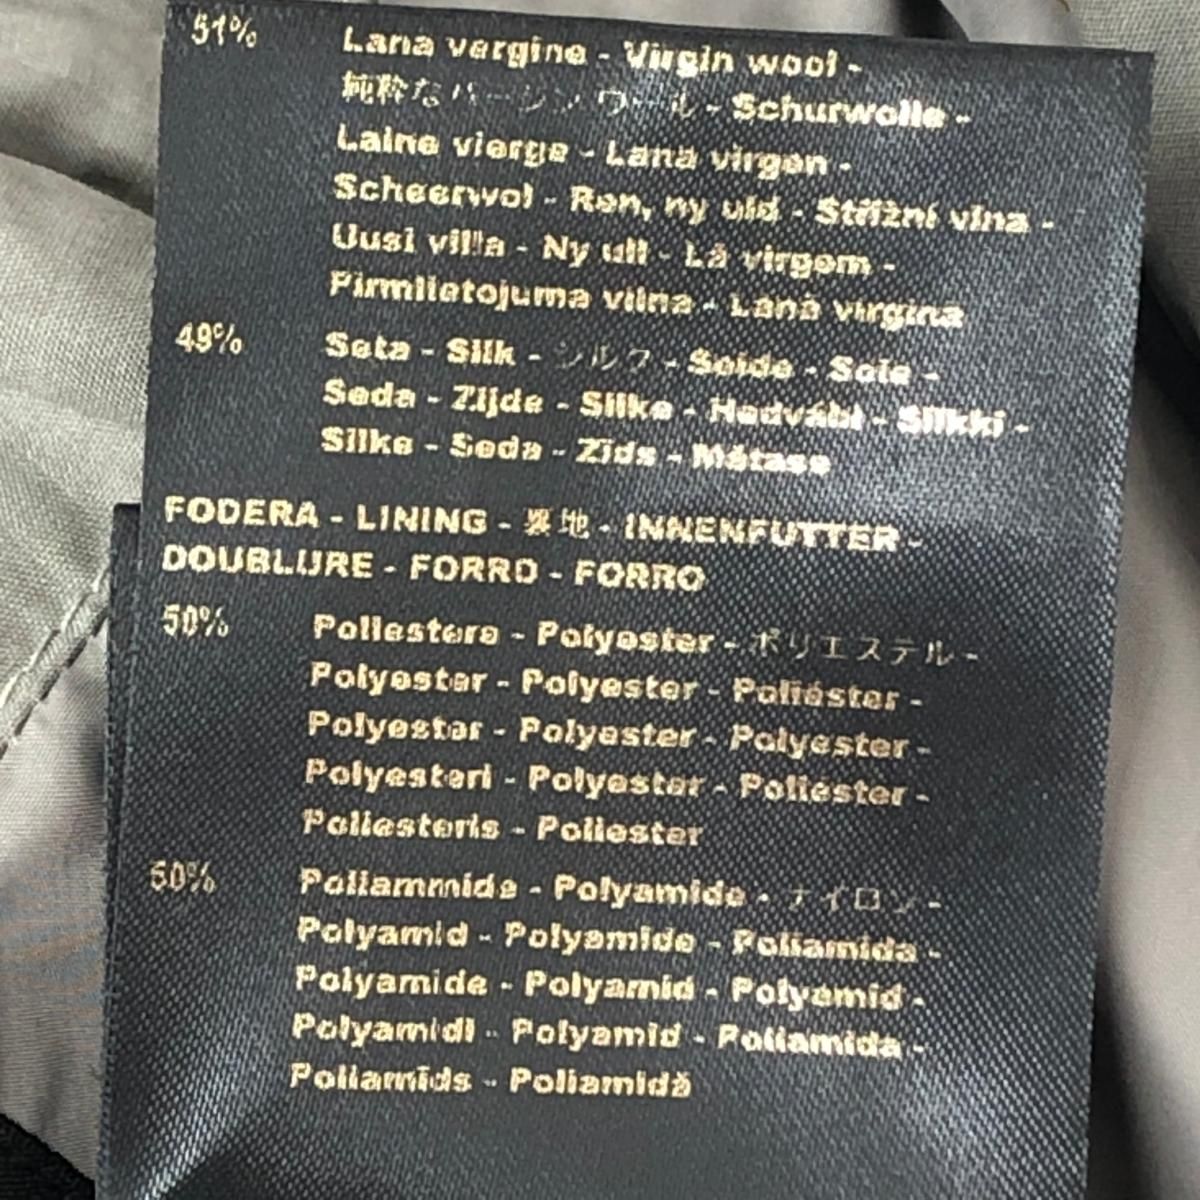 51% Lana vergine - Virgin wool -
純粋なバージンウール - Schurwolle -
Laine vierge - Lana virgen -
Scheerwol - Ren, ny uld - Střižní vlna -
Uusi villa - Ny ull - Lã virgem -
Pirmlietojuma vilna - Lană virgină
49% Seta - Silk - シルク - Seide - Soie -
Seda - Zijde - Silke - Hedvábí - Silkki -
Silke - Seda - Zīds - Mătase
FODERA - LINING - 裏地 - INNENFUTTER -
DOUBLURE - FORRO - FORRO
50% Poliestere - Polyester - ポリエステル -
Polyester - Polyester - Poliéster -
Polyester - Polyester - Polyester -
Polyesteri - Polyester - Poliéster -
Poliesteris - Poliester
50% Poliammide - Polyamide - ナイロン -
Polyamid - Polyamide - Poliamida -
Polyamide - Polyamid - Polyamid -
Polyamidi - Polyamid - Poliamida -
Poliamīds - Poliamidă